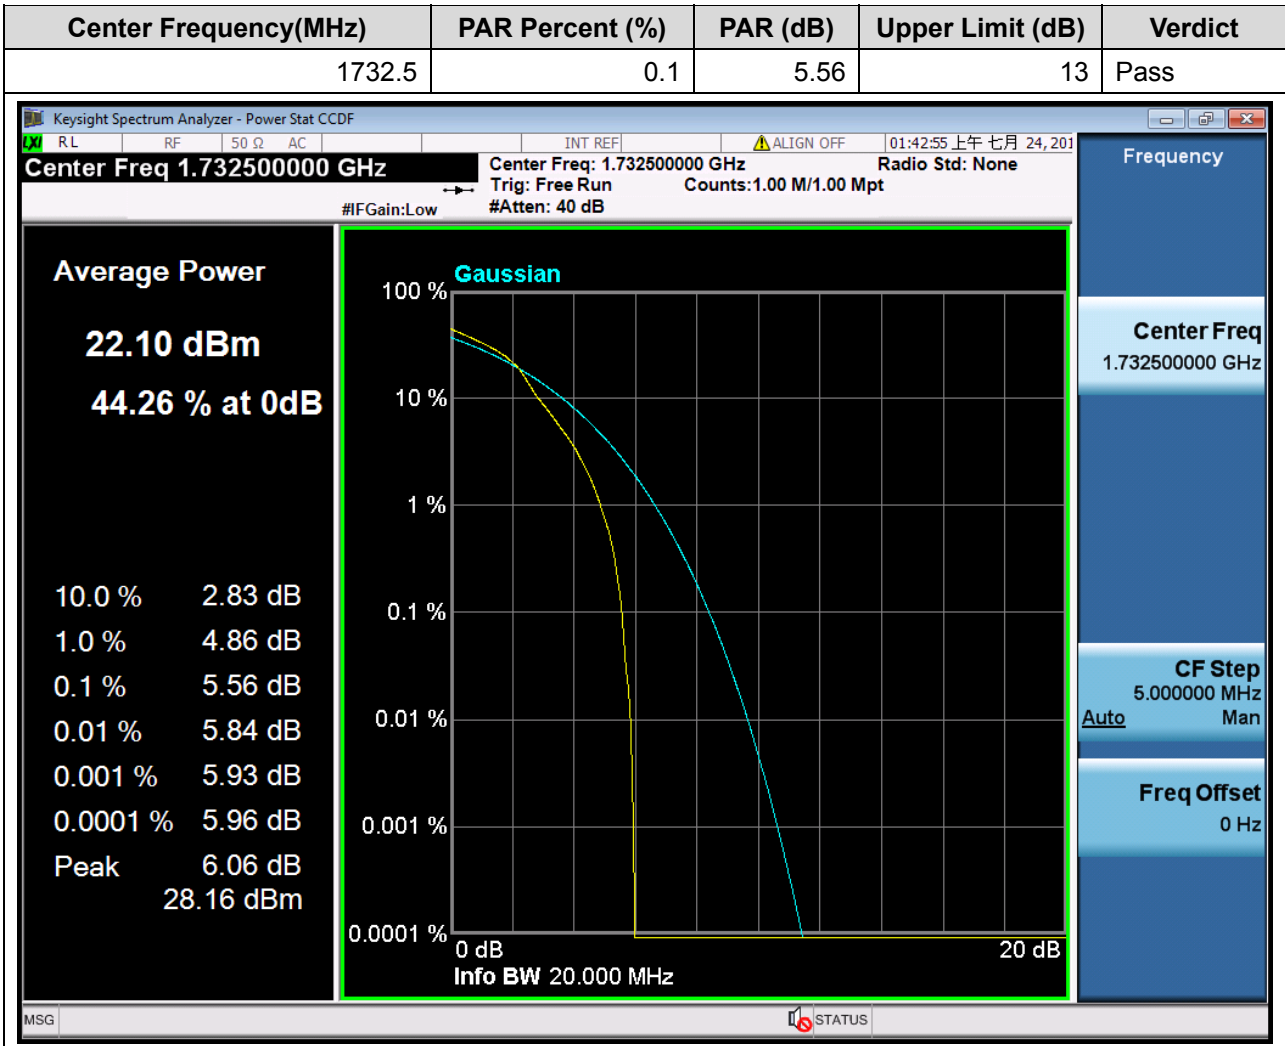 Center Frequency(MHz) PAR Percent (%) PAR (dB) Upper Limit (dB) Verdict
1732.5 0.1 5.56 13 Pass
Keysight Spectrum Analyzer - Power Stat CCDF
LXI RL RF 50 Ω AC INT REF ALIGN OFF 01:42:55 上午 七月 24, 201
Center Freq 1.732500000 GHz
Center Freq: 1.732500000 GHz Radio Std: None
Trig: Free Run Counts:1.00 M/1.00 Mpt
#IFGain:Low #Atten: 40 dB
Average Power
22.10 dBm
44.26 % at 0dB
10.0 % 2.83 dB
1.0 % 4.86 dB
0.1 % 5.56 dB
0.01 % 5.84 dB
0.001 % 5.93 dB
0.0001 % 5.96 dB
Peak 6.06 dB
28.16 dBm
Gaussian
100 %
10 %
1 %
0.1 %
0.01 %
0.001 %
0.0001 %
0 dB 20 dB
Info BW 20.000 MHz
Frequency
Center Freq
1.732500000 GHz
CF Step
5.000000 MHz
Auto Man
Freq Offset
0 Hz
MSG STATUS